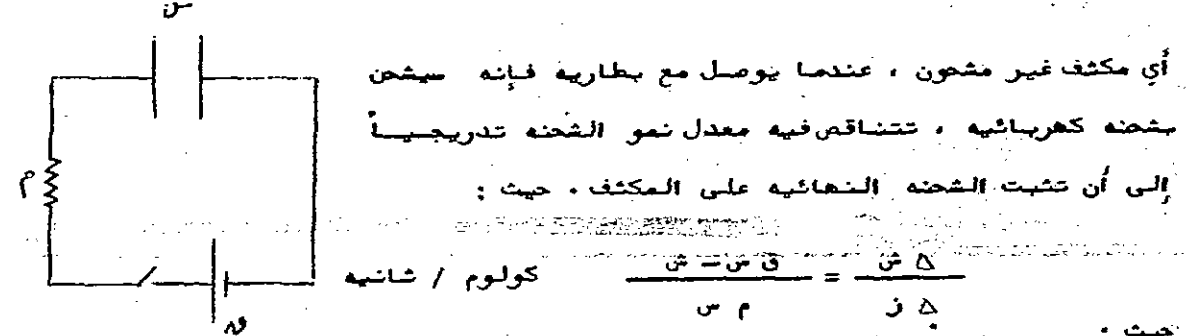 س
أي مكثف غير مشحون ، عندما يوصل مع بطاريه فإنه سيشحن
بشحنه كهربائيه ، تتناقص فيه معدل نمو الشحنه تدريجيـــاً
إلى أن تثبت الشحنه النهائيه على المكثف . حيث :
م
Δ ش / Δ ز = ق س - ش / م س كولوم / ثانيه
ق
حيث .